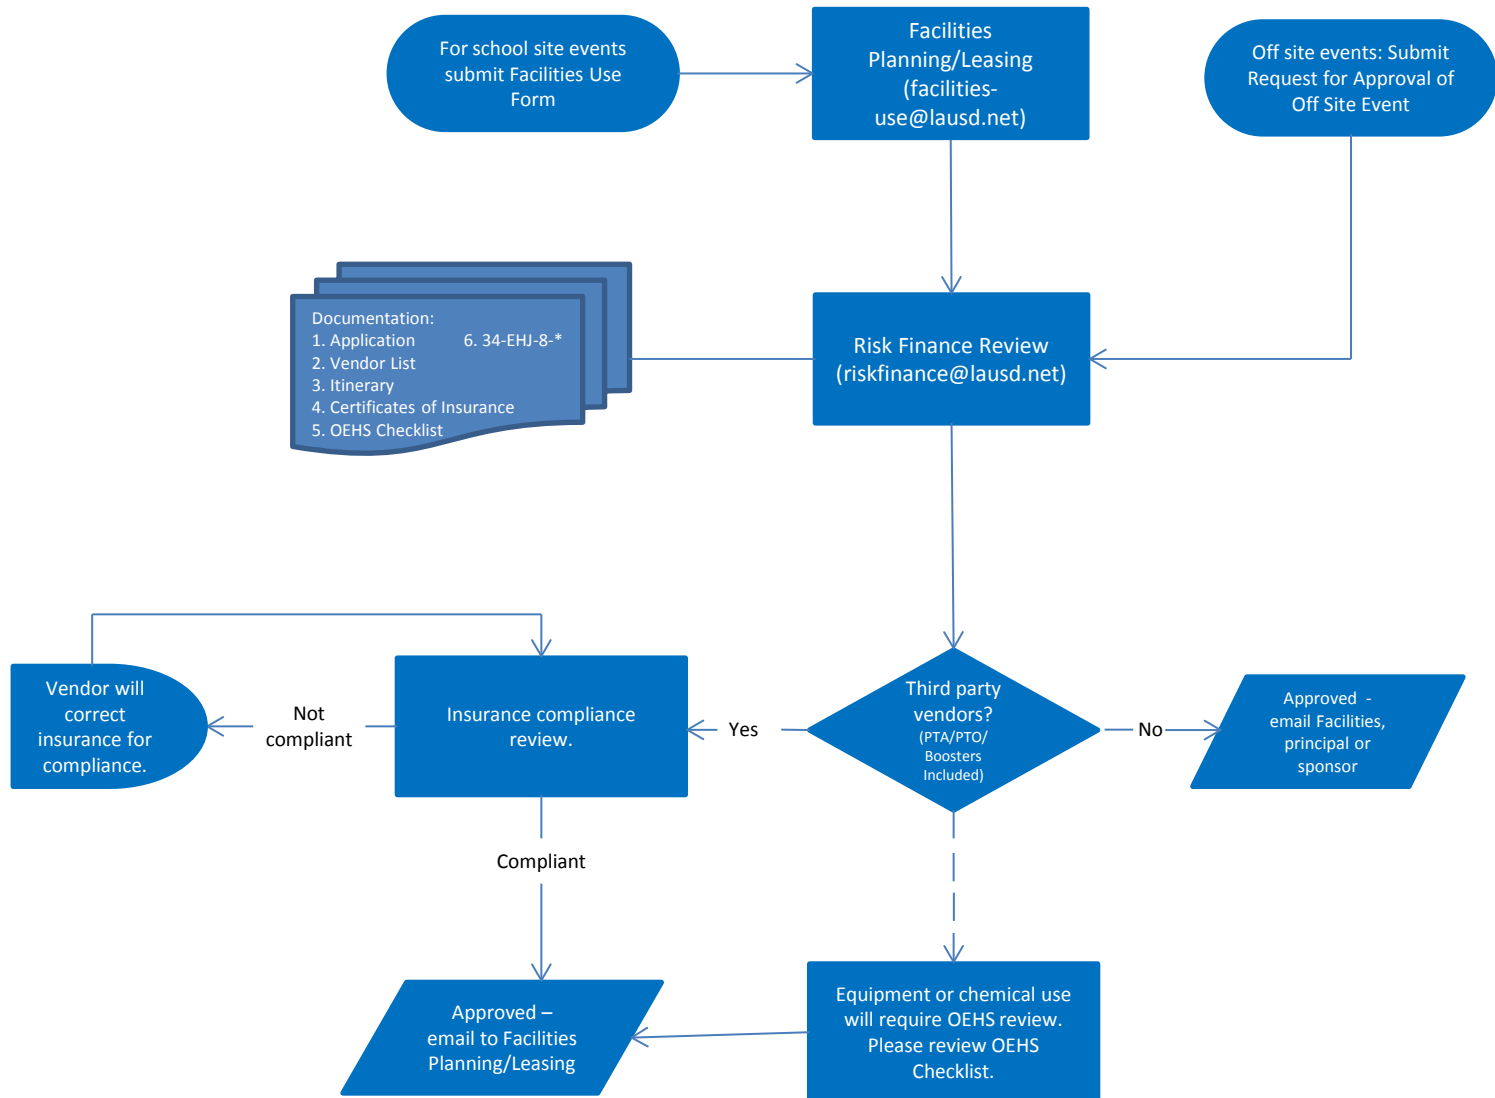 For school site events
submit Facilities Use
Form
Facilities
Planning/Leasing
(facilities-
use@lausd.net)
Off site events: Submit
Request for Approval of
Off Site Event
Documentation:
1. Application 6. 34-EHJ-8-*
2. Vendor List
3. Itinerary
4. Certificates of Insurance
5. OEHS Checklist
Risk Finance Review
(riskfinance@lausd.net)
Vendor will
correct
insurance for
compliance.
Not
compliant
Insurance compliance
review.
Yes
Third party
vendors?
(PTA/PTO/
Boosters
Included)
No
Approved -
email Facilities,
principal or
sponsor
Compliant
Approved –
email to Facilities
Planning/Leasing
Equipment or chemical use
will require OEHS review.
Please review OEHS
Checklist.